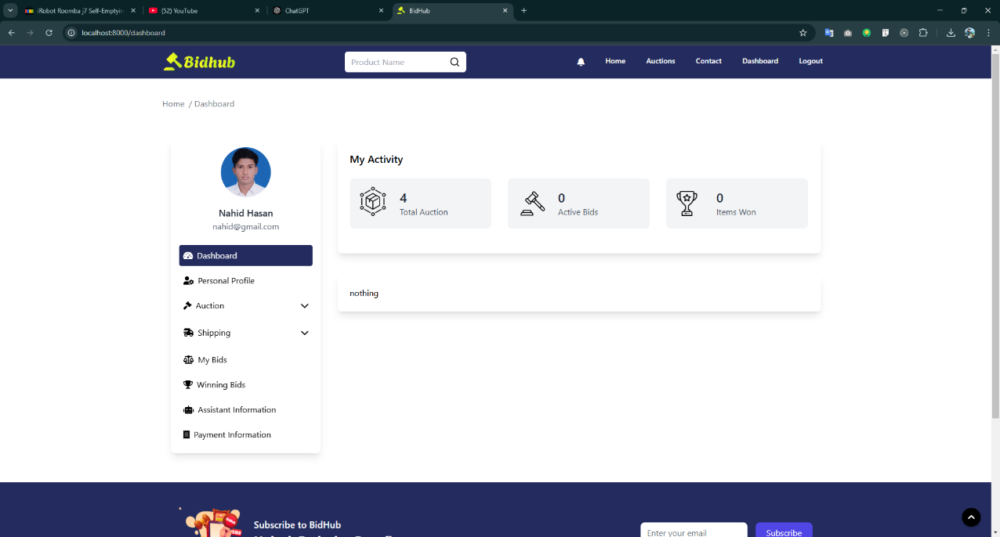 iRobot Roomba j7 Self-Emptyin
(52) YouTube
ChatGPT
BidHub
localhost:8000/dashboard
Bidhub
Product Name
Home
Auctions
Contact
Dashboard
Logout
Home / Dashboard
Nahid Hasan
nahid@gmail.com
Dashboard
Personal Profile
Auction
Shipping
My Bids
Winning Bids
Assistant Information
Payment Information
My Activity
4
Total Auction
0
Active Bids
0
Items Won
nothing
Subscribe to BidHub
Enter your email
Subscribe